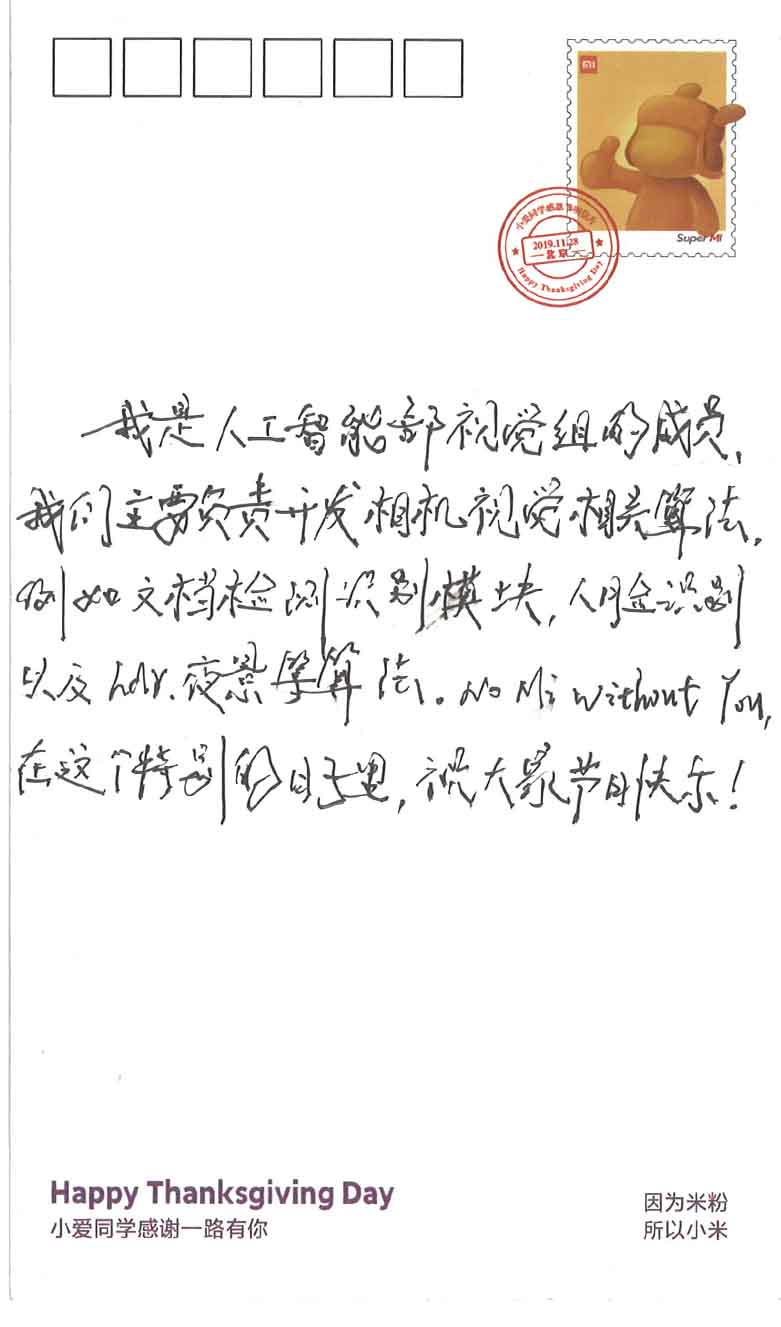 MI
Super MI
小爱同学感恩节明信片
2019.11.28
北京
Happy Thanksgiving Day
我是人工智能部视觉组的成员,
我们主要负责开发相机视觉相关算法,
例如文档检测识别模块,人脸识别
以及hdr.夜景等算法。No Mi without You,
在这个特别的日子里,祝大家节日快乐!
Happy Thanksgiving Day
小爱同学感谢一路有你
因为米粉
所以小米